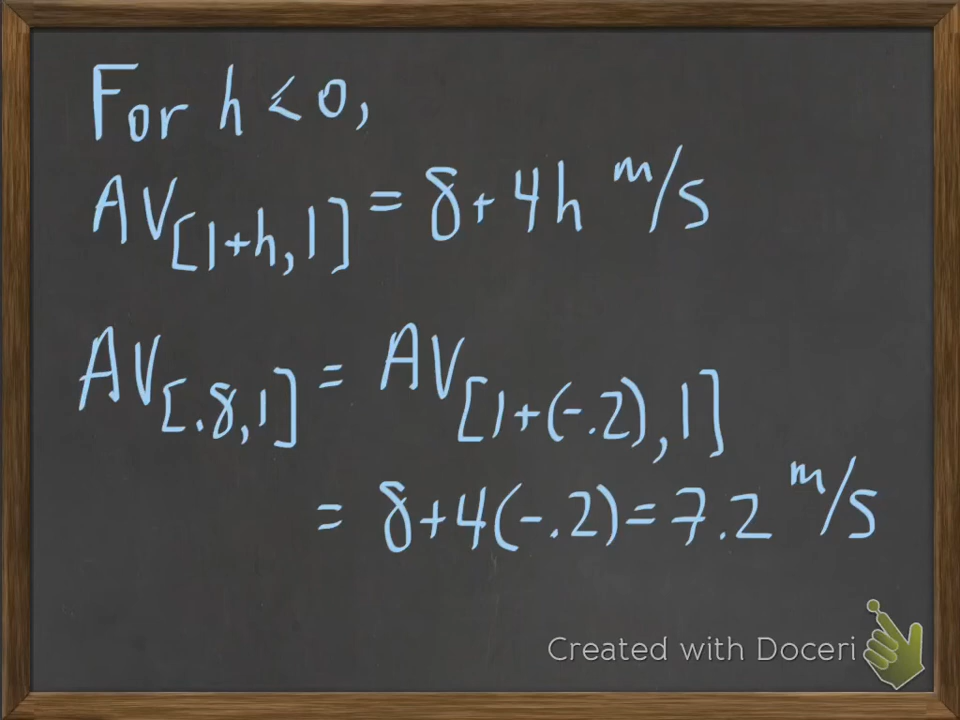 For h < 0,
AV[1+h,1] = 8+4h m/s
AV[.8,1] = AV[1+(-.2),1]
= 8+4(-.2)=7.2 m/s
Created with Doceri